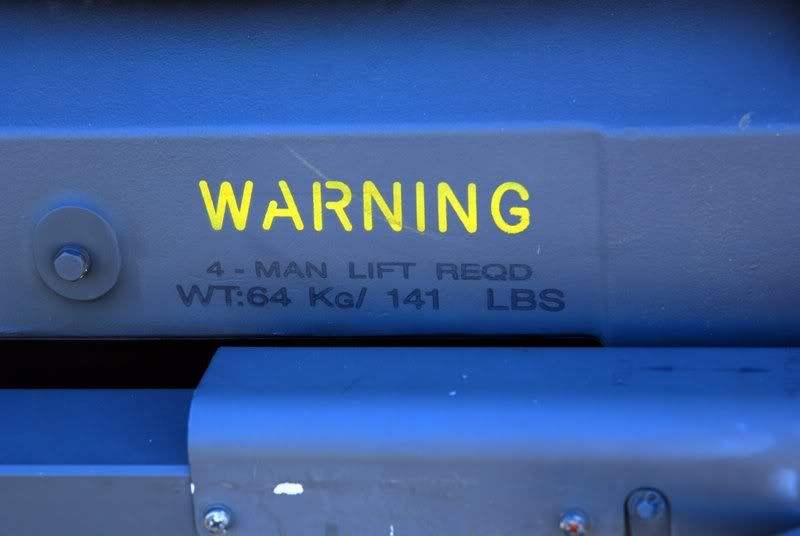 WARNING
4 - MAN LIFT REQD
WT:64 KG/ 141 LBS